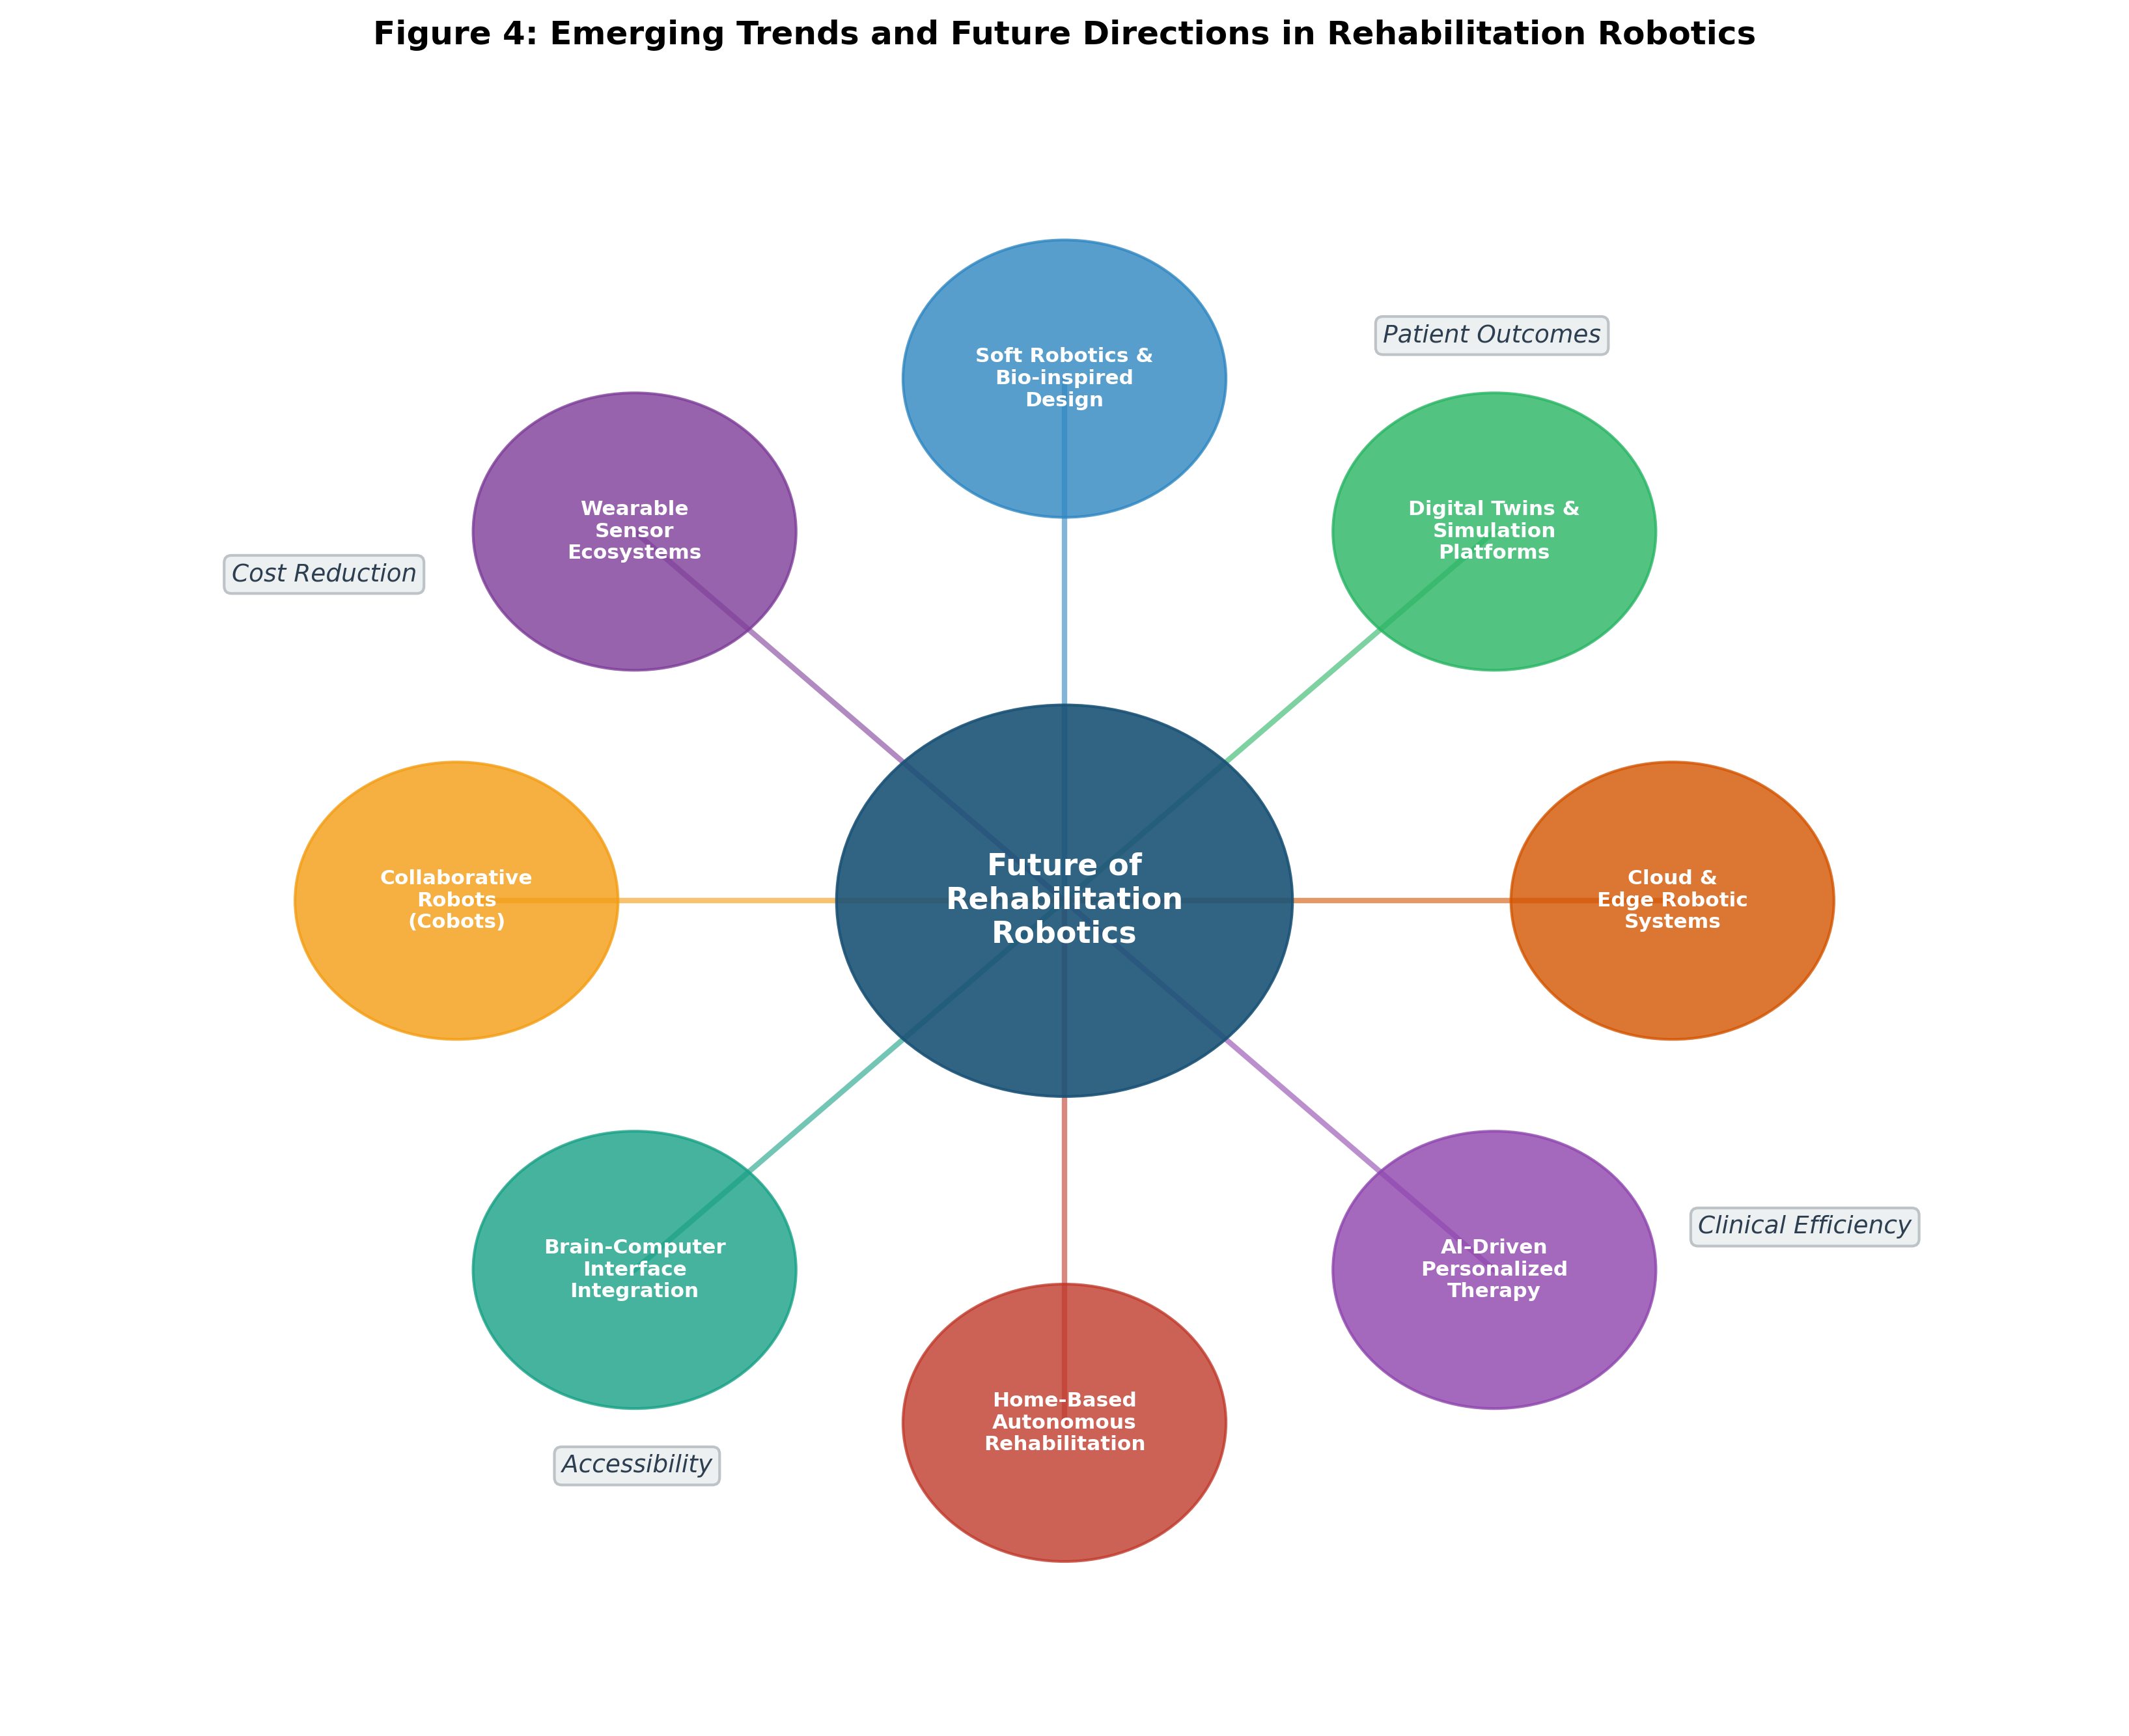 Figure 4: Emerging Trends and Future Directions in Rehabilitation Robotics
Patient Outcomes
Soft Robotics &
Bio-inspired
Design
Wearable
Sensor
Ecosystems
Digital Twins &
Simulation
Platforms
Cost Reduction
Collaborative
Robots
(Cobots)
Future of
Rehabilitation
Robotics
Cloud &
Edge Robotic
Systems
Clinical Efficiency
Brain-Computer
Interface
Integration
AI-Driven
Personalized
Therapy
Home-Based
Autonomous
Rehabilitation
Accessibility